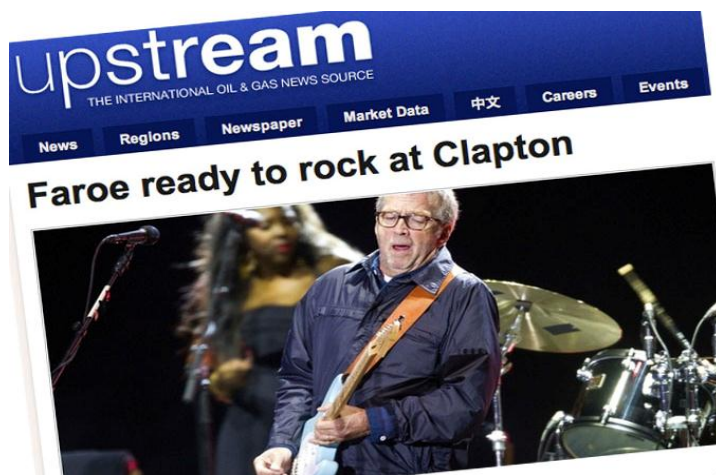 upstream
THE INTERNATIONAL OIL & GAS NEWS SOURCE
News Regions Newspaper Market Data 中文 Careers Events
Faroe ready to rock at Clapton